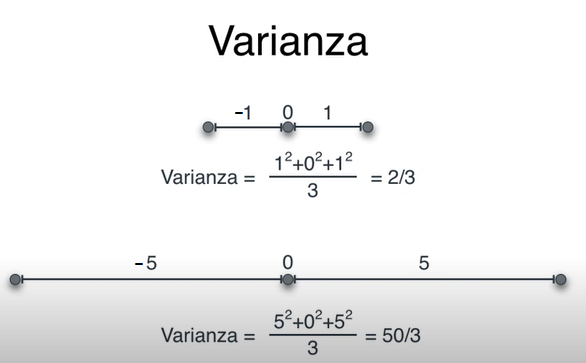 Varianza
-1 0 1
Varianza = 1²+0²+1² / 3 = 2/3
-5 0 5
Varianza = 5²+0²+5² / 3 = 50/3